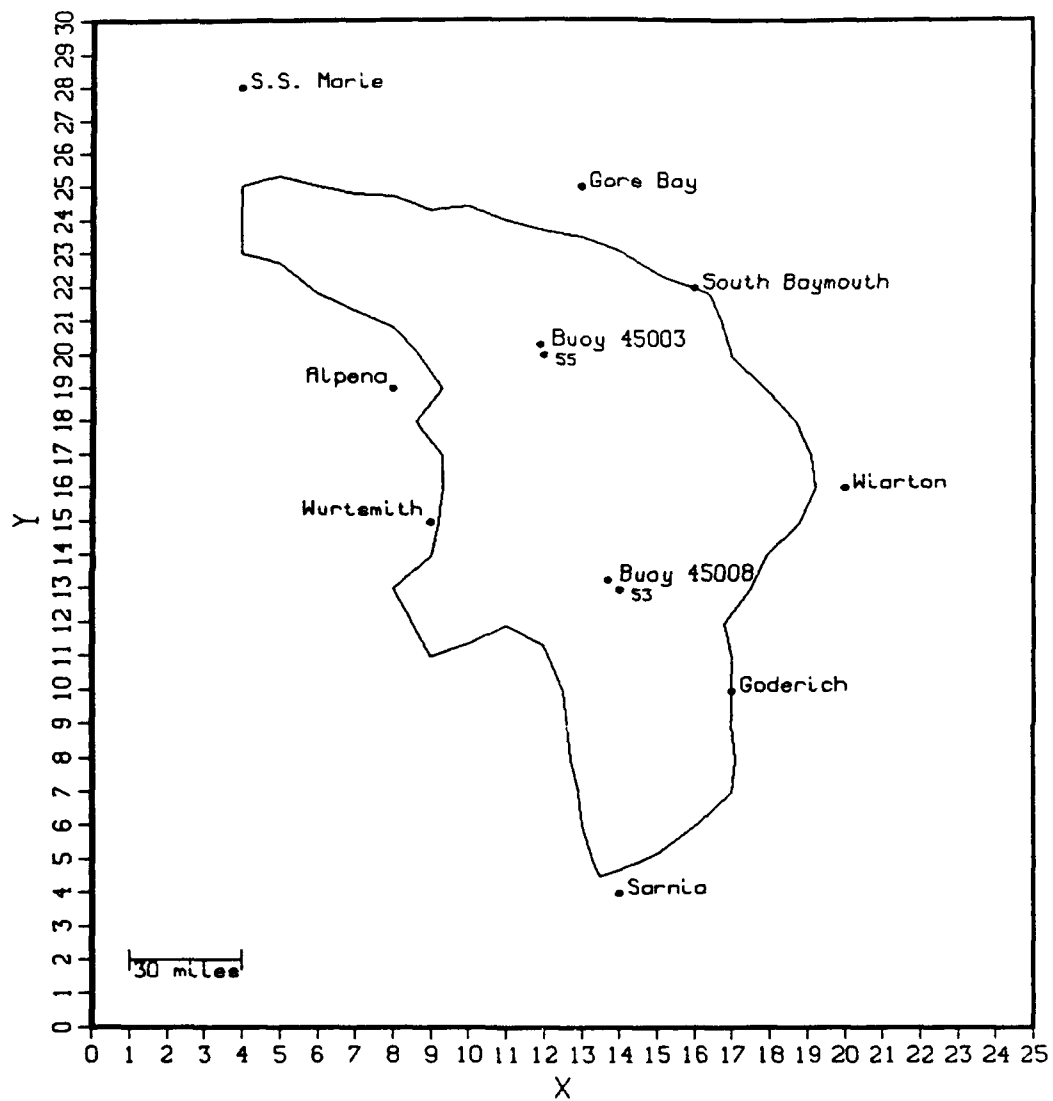 30
29
28
27
26
25
24
23
22
21
20
19
18
17
16
15
14
13
12
11
10
9
8
7
6
5
4
3
2
1
0
Y
S.S. Marie
Gore Bay
South Baymouth
Buoy 45003
55
Alpena
Wiarton
Wurtsmith
Buoy 45008
53
Goderich
Sarnia
30 miles
0 1 2 3 4 5 6 7 8 9 10 11 12 13 14 15 16 17 18 19 20 21 22 23 24 25
X